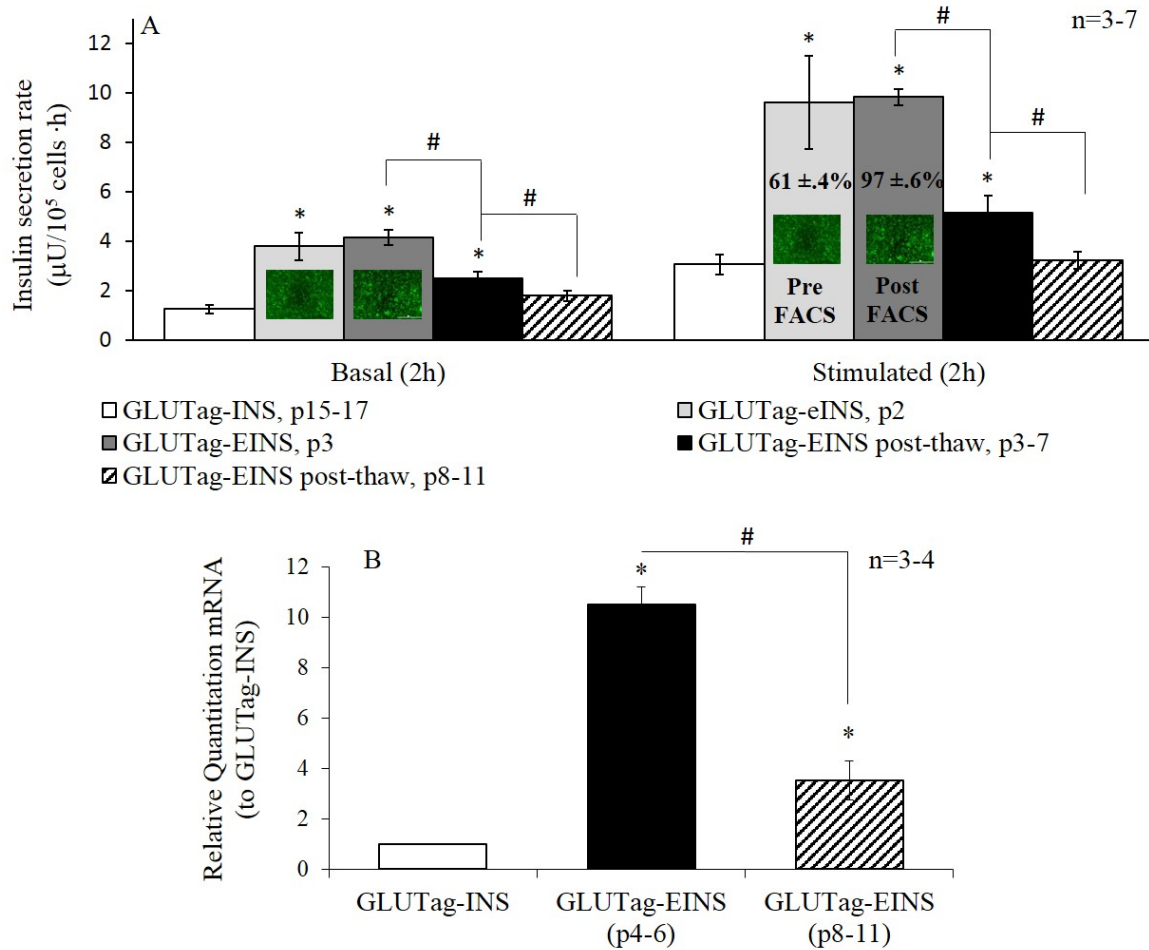 A
n=3-7
Insulin secretion rate
(µU/10⁵ cells ·h)
12
10
8
6
4
2
0
*
*
#
*
#
*
*
#
*
#
61 ±.4%
97 ±.6%
Pre
FACS
Post
FACS
Basal (2h)
Stimulated (2h)
GLUTag-INS, p15-17
GLUTag-eINS, p2
GLUTag-EINS, p3
GLUTag-EINS post-thaw, p3-7
GLUTag-EINS post-thaw, p8-11
B
n=3-4
Relative Quantitation mRNA
(to GLUTag-INS)
12
10
8
6
4
2
0
*
#
*
GLUTag-INS
GLUTag-EINS
(p4-6)
GLUTag-EINS
(p8-11)